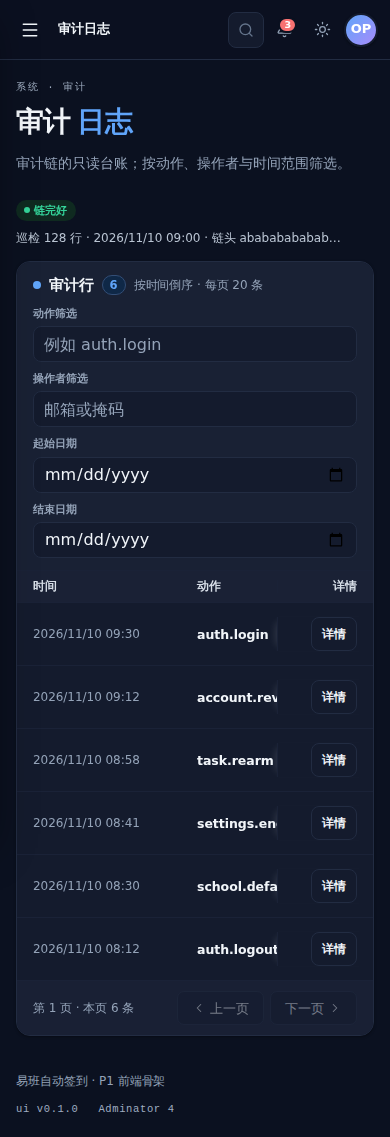 审计日志
3
OP
系统 · 审计
审计 日志
审计链的只读台账；按动作、操作者与时间范围筛选。
链完好
巡检 128 行 · 2026/11/10 09:00 · 链头 abababababab…
审计行 6 按时间倒序 · 每页 20 条
动作筛选
例如 auth.login
操作者筛选
邮箱或掩码
起始日期
mm/dd/yyyy
结束日期
mm/dd/yyyy
时间 动作 详情
2026/11/10 09:30 auth.login 详情
2026/11/10 09:12 account.rev 详情
2026/11/10 08:58 task.rearm 详情
2026/11/10 08:41 settings.en 详情
2026/11/10 08:30 school.defa 详情
2026/11/10 08:12 auth.logout 详情
第 1 页 · 本页 6 条 上一页 下一页
易班自动签到 · P1 前端骨架
ui v0.1.0 Adminator 4